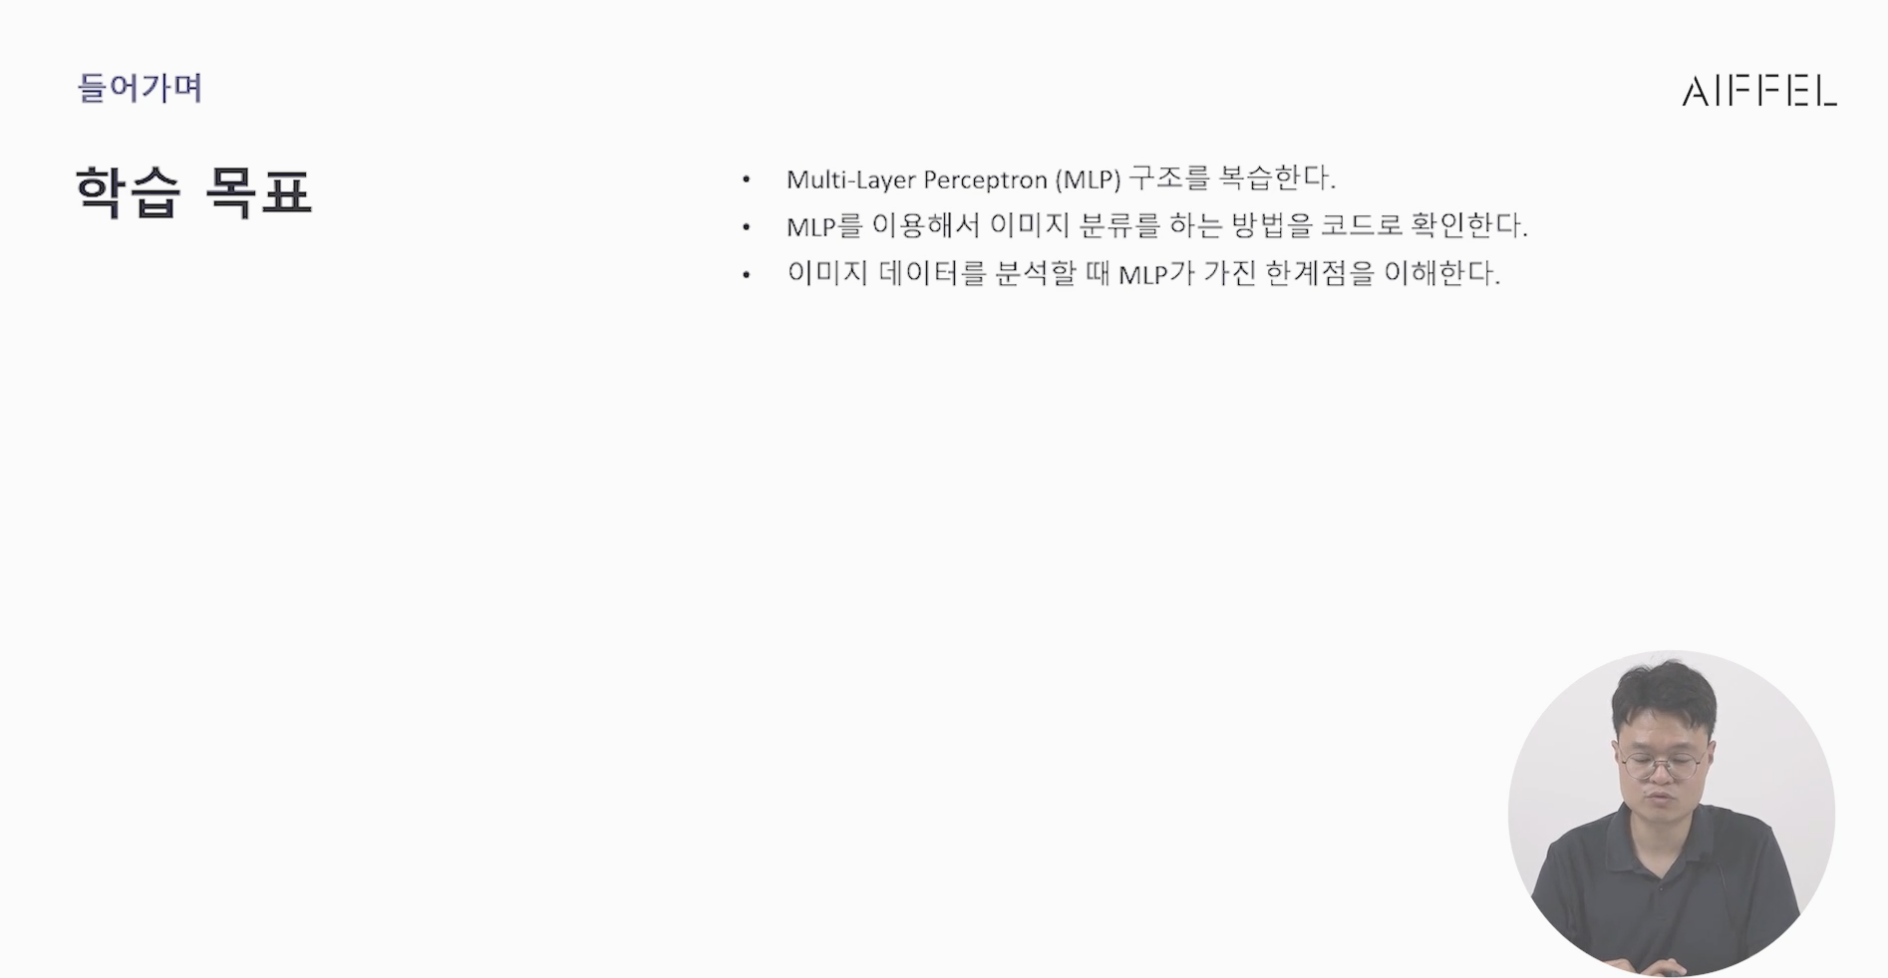 들어가며
AIFFEL
학습 목표
• Multi-Layer Perceptron (MLP) 구조를 복습한다.
• MLP를 이용해서 이미지 분류를 하는 방법을 코드로 확인한다.
• 이미지 데이터를 분석할 때 MLP가 가진 한계점을 이해한다.